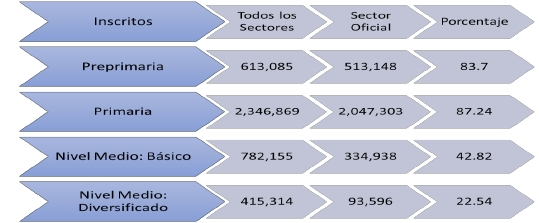 Inscritos Todos los Sectores Sector Oficial Porcentaje
Preprimaria 613,085 513,148 83.7
Primaria 2,346,869 2,047,303 87.24
Nivel Medio: Básico 782,155 334,938 42.82
Nivel Medio: Diversificado 415,314 93,596 22.54